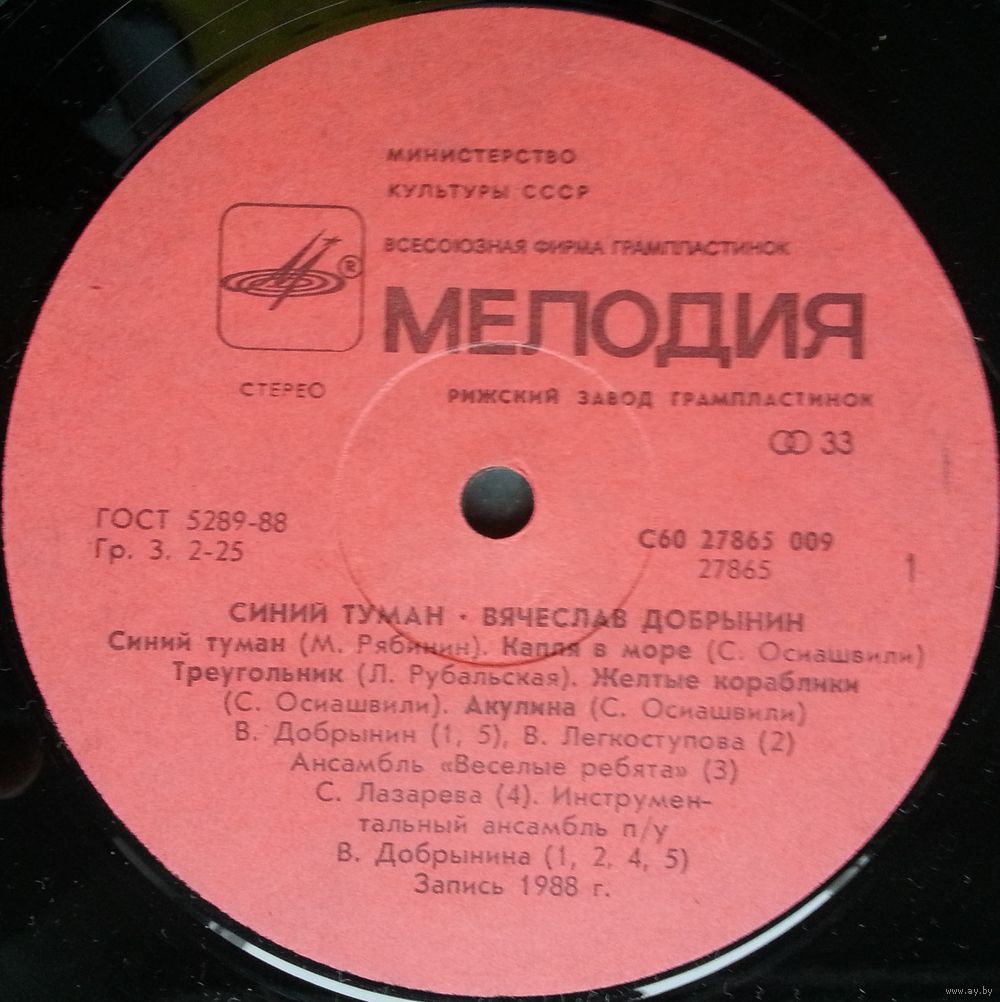 МИНИСТЕРСТВО
КУЛЬТУРЫ СССР
ВСЕСОЮЗНАЯ ФИРМА ГРАМПЛАСТИНОК
®
МЕЛОДИЯ
СТЕРЕО
РИЖСКИЙ ЗАВОД ГРАМПЛАСТИНОК
33
ГОСТ 5289-88
Гр. 3. 2-25
С60 27865 009
27865
1
СИНИЙ ТУМАН · ВЯЧЕСЛАВ ДОБРЫНИН
Синий туман (М. Рябинин). Капля в море (С. Осиашвили)
Треугольник (Л. Рубальская). Желтые кораблики
(С. Осиашвили). Акулина (С. Осиашвили)
В. Добрынин (1, 5), В. Легкоступова (2)
Ансамбль «Веселые ребята» (3)
С. Лазарева (4). Инструмен-
тальный ансамбль п/у
В. Добрынина (1, 2, 4, 5)
Запись 1988 г.
www.ay.by